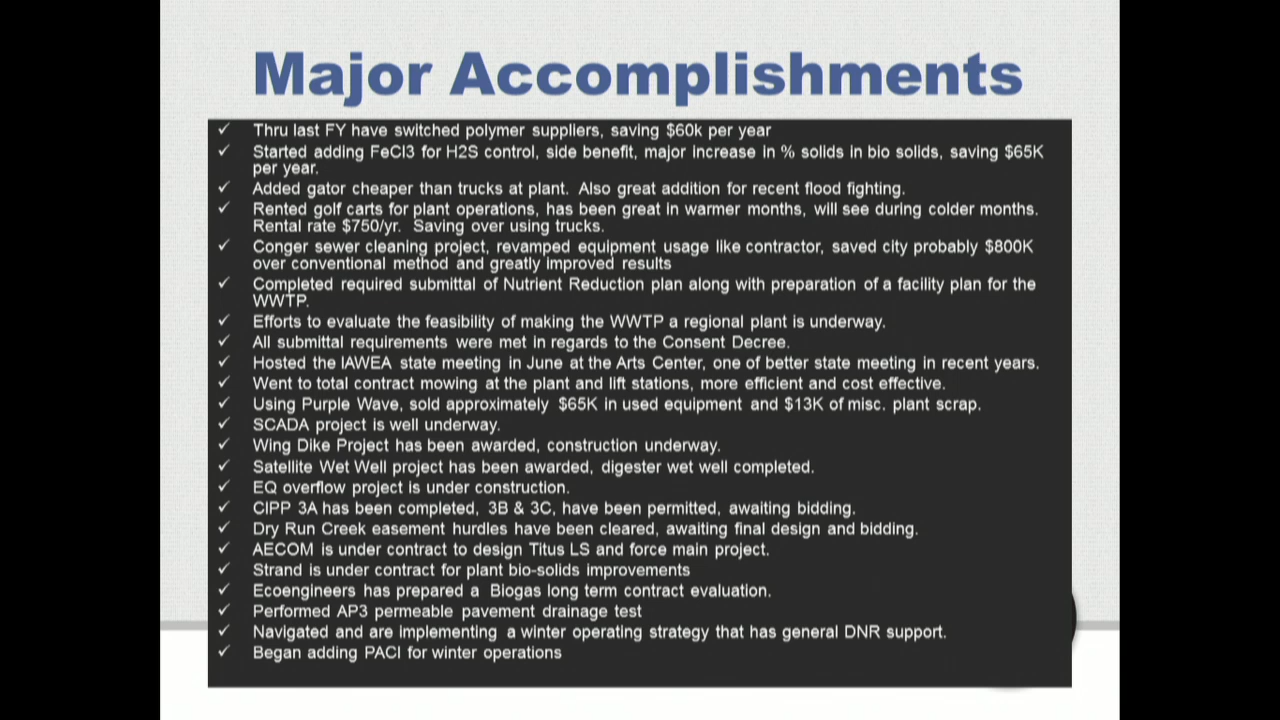 Major Accomplishments
✓ Thru last FY have switched polymer suppliers, saving $60k per year
✓ Started adding FeCl3 for H2S control, side benefit, major increase in % solids in bio solids, saving $65K
per year.
✓ Added gator cheaper than trucks at plant. Also great addition for recent flood fighting.
✓ Rented golf carts for plant operations, has been great in warmer months, will see during colder months.
Rental rate $750/yr. Saving over using trucks.
✓ Conger sewer cleaning project, revamped equipment usage like contractor, saved city probably $800K
over conventional method and greatly improved results
✓ Completed required submittal of Nutrient Reduction plan along with preparation of a facility plan for the
WWTP.
✓ Efforts to evaluate the feasibility of making the WWTP a regional plant is underway.
✓ All submittal requirements were met in regards to the Consent Decree.
✓ Hosted the IAWEA state meeting in June at the Arts Center, one of better state meeting in recent years.
✓ Went to total contract mowing at the plant and lift stations, more efficient and cost effective.
✓ Using Purple Wave, sold approximately $65K in used equipment and $13K of misc. plant scrap.
✓ SCADA project is well underway.
✓ Wing Dike Project has been awarded, construction underway.
✓ Satellite Wet Well project has been awarded, digester wet well completed.
✓ EQ overflow project is under construction.
✓ CIPP 3A has been completed, 3B & 3C, have been permitted, awaiting bidding.
✓ Dry Run Creek easement hurdles have been cleared, awaiting final design and bidding.
✓ AECOM is under contract to design Titus LS and force main project.
✓ Strand is under contract for plant bio-solids improvements
✓ Ecoengineers has prepared a Biogas long term contract evaluation.
✓ Performed AP3 permeable pavement drainage test
✓ Navigated and are implementing a winter operating strategy that has general DNR support.
✓ Began adding PACl for winter operations